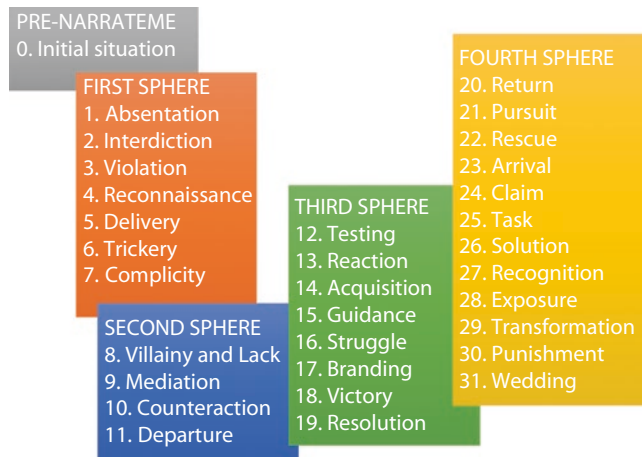 PRE-NARRATEME
0. Initial situation
FIRST SPHERE
1. Absentation
2. Interdiction
3. Violation
4. Reconnaissance
5. Delivery
6. Trickery
7. Complicity
SECOND SPHERE
8. Villainy and Lack
9. Mediation
10. Counteraction
11. Departure
THIRD SPHERE
12. Testing
13. Reaction
14. Acquisition
15. Guidance
16. Struggle
17. Branding
18. Victory
19. Resolution
FOURTH SPHERE
20. Return
21. Pursuit
22. Rescue
23. Arrival
24. Claim
25. Task
26. Solution
27. Recognition
28. Exposure
29. Transformation
30. Punishment
31. Wedding